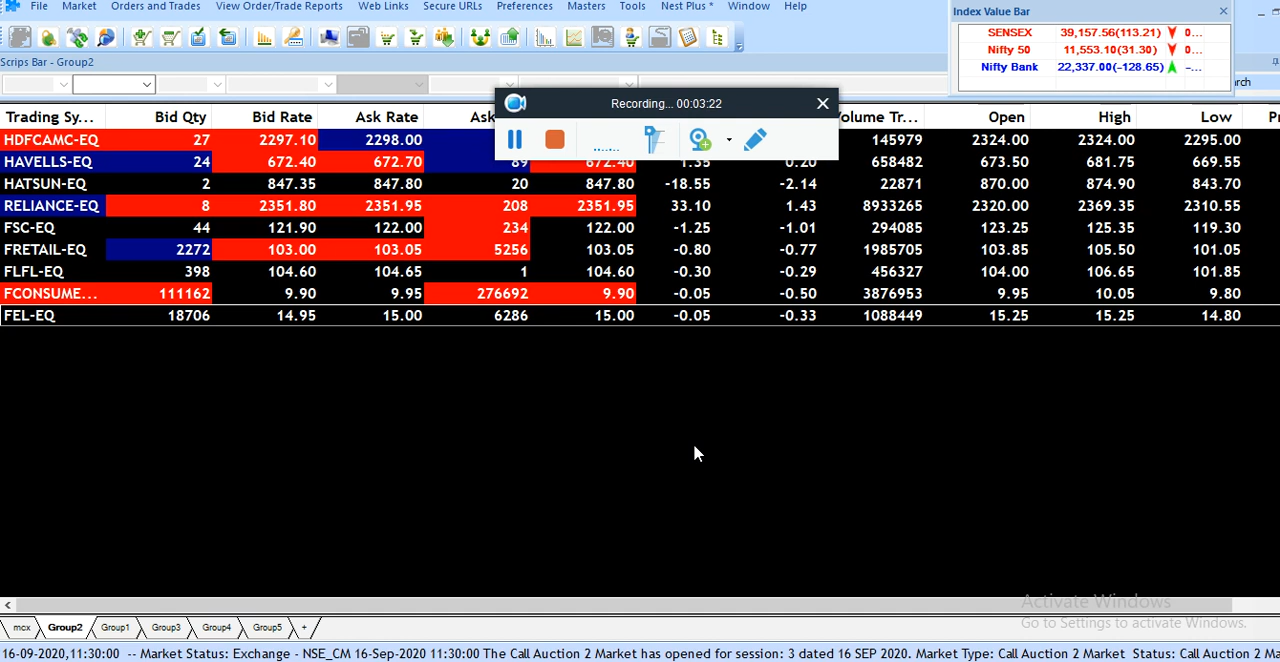 File Market Orders and Trades View Order/Trade Reports Web Links Secure URLs Preferences Masters Tools Nest Plus * Window Help
Index Value Bar
SENSEX 39,157.56(113.21) 0...
Nifty 50 11,553.10(31.30) 0...
Nifty Bank 22,337.00(-128.65) -...
Scrips Bar - Group2
Recording... 00:03:22
Trading Sy... Bid Qty Bid Rate Ask Rate Open High Low
HDFCAMC-EQ 27 2297.10 2298.00 145979 2324.00 2324.00 2295.00
HAVELLS-EQ 24 672.40 672.70 89 672.40 1.35 0.20 658482 673.50 681.75 669.55
HATSUN-EQ 2 847.35 847.80 20 847.80 -18.55 -2.14 22871 870.00 874.90 843.70
RELIANCE-EQ 8 2351.80 2351.95 208 2351.95 33.10 1.43 8933265 2320.00 2369.35 2310.55
FSC-EQ 44 121.90 122.00 234 122.00 -1.25 -1.01 294085 123.25 125.35 119.30
FRETAIL-EQ 2272 103.00 103.05 5256 103.05 -0.80 -0.77 1985705 103.85 105.50 101.05
FLFL-EQ 398 104.60 104.65 1 104.60 -0.30 -0.29 456327 104.00 106.65 101.85
FCONSUME... 111162 9.90 9.95 276692 9.90 -0.05 -0.50 3876953 9.95 10.05 9.80
FEL-EQ 18706 14.95 15.00 6286 15.00 -0.05 -0.33 1088449 15.25 15.25 14.80
Activate Windows
Go to Settings to activate Windows.
mcx Group2 Group1 Group3 Group4 Group5 +
16-09-2020,11:30:00 -- Market Status: Exchange - NSE_CM 16-Sep-2020 11:30:00 The Call Auction 2 Market has opened for session: 3 dated 16 SEP 2020. Market Type: Call Auction 2 Market Status: Call Auction 2 Ma